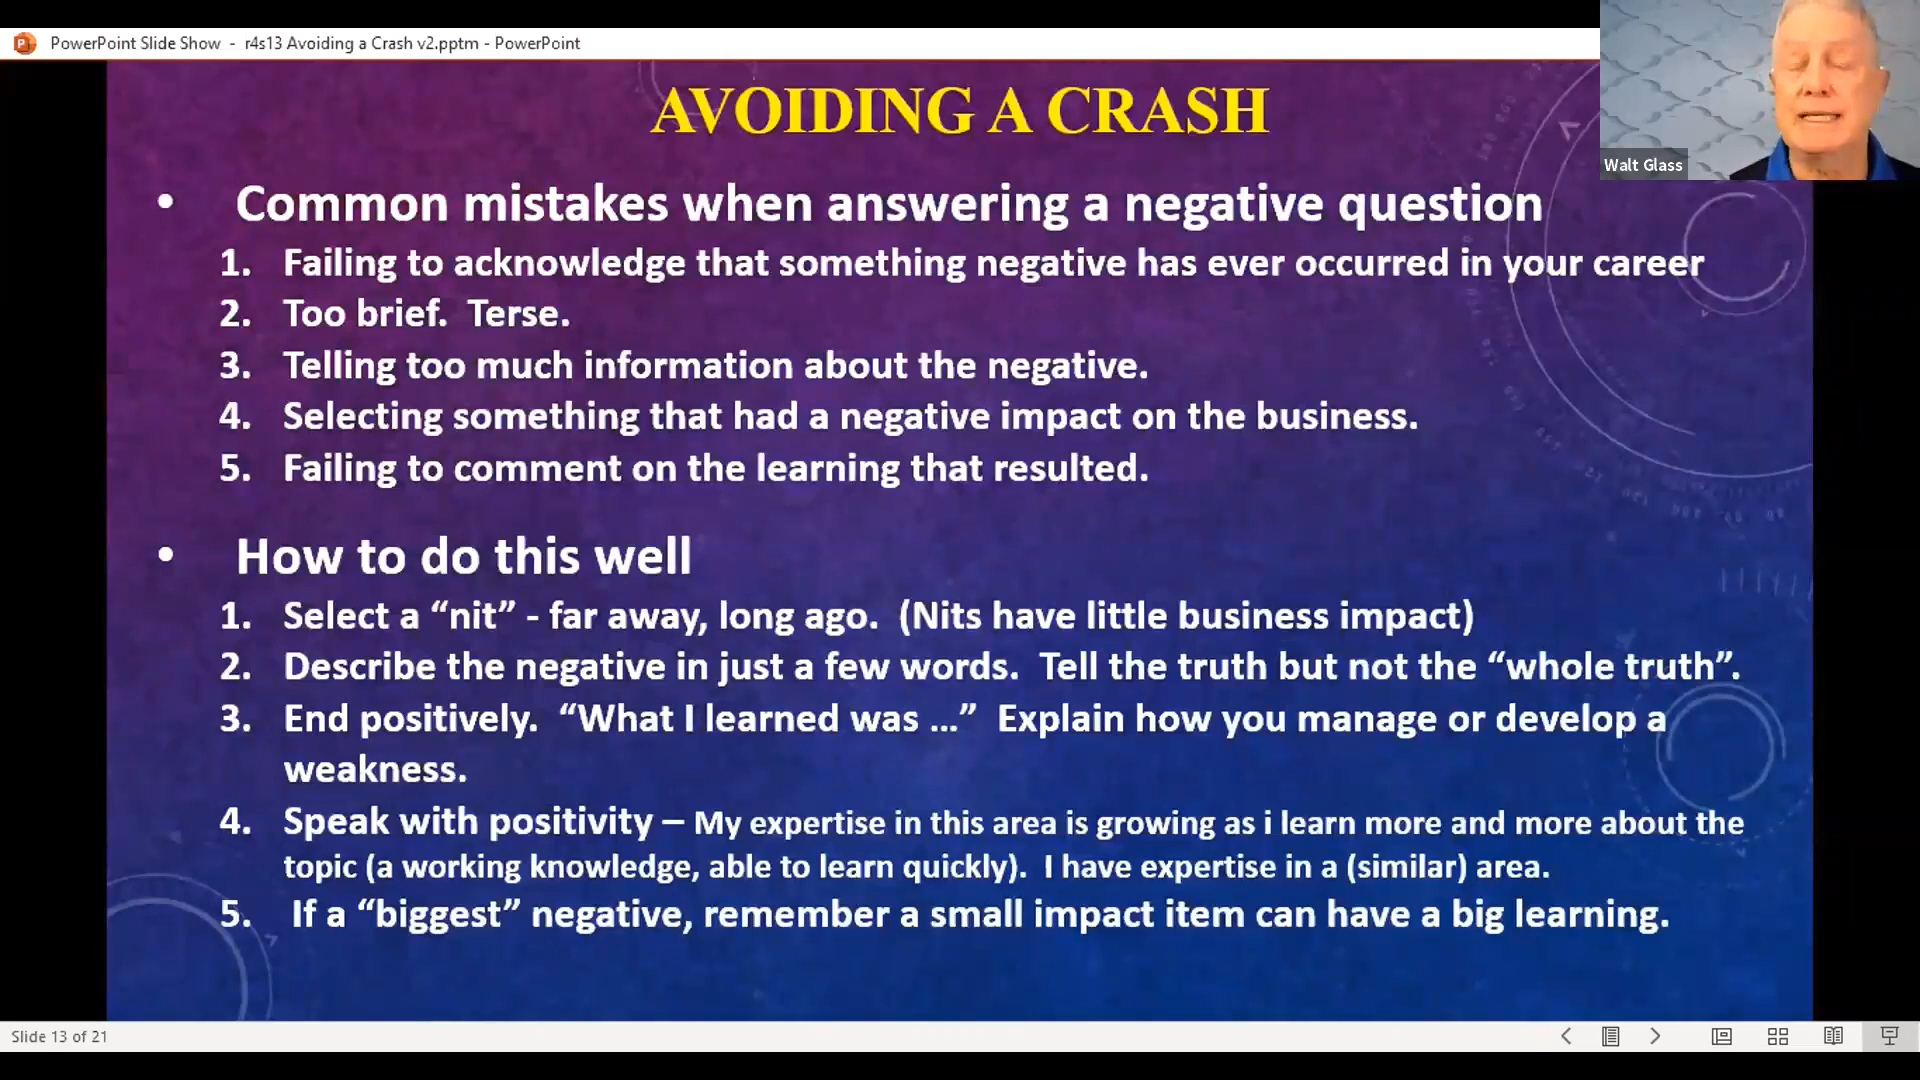 PowerPoint Slide Show - r4s13 Avoiding a Crash v2.pptm - PowerPoint
AVOIDING A CRASH
Walt Glass
• Common mistakes when answering a negative question
1. Failing to acknowledge that something negative has ever occurred in your career
2. Too brief. Terse.
3. Telling too much information about the negative.
4. Selecting something that had a negative impact on the business.
5. Failing to comment on the learning that resulted.
• How to do this well
1. Select a “nit” - far away, long ago. (Nits have little business impact)
2. Describe the negative in just a few words. Tell the truth but not the “whole truth”.
3. End positively. “What I learned was …” Explain how you manage or develop a
weakness.
4. Speak with positivity – My expertise in this area is growing as i learn more and more about the
topic (a working knowledge, able to learn quickly). I have expertise in a (similar) area.
5. If a “biggest” negative, remember a small impact item can have a big learning.
Slide 13 of 21